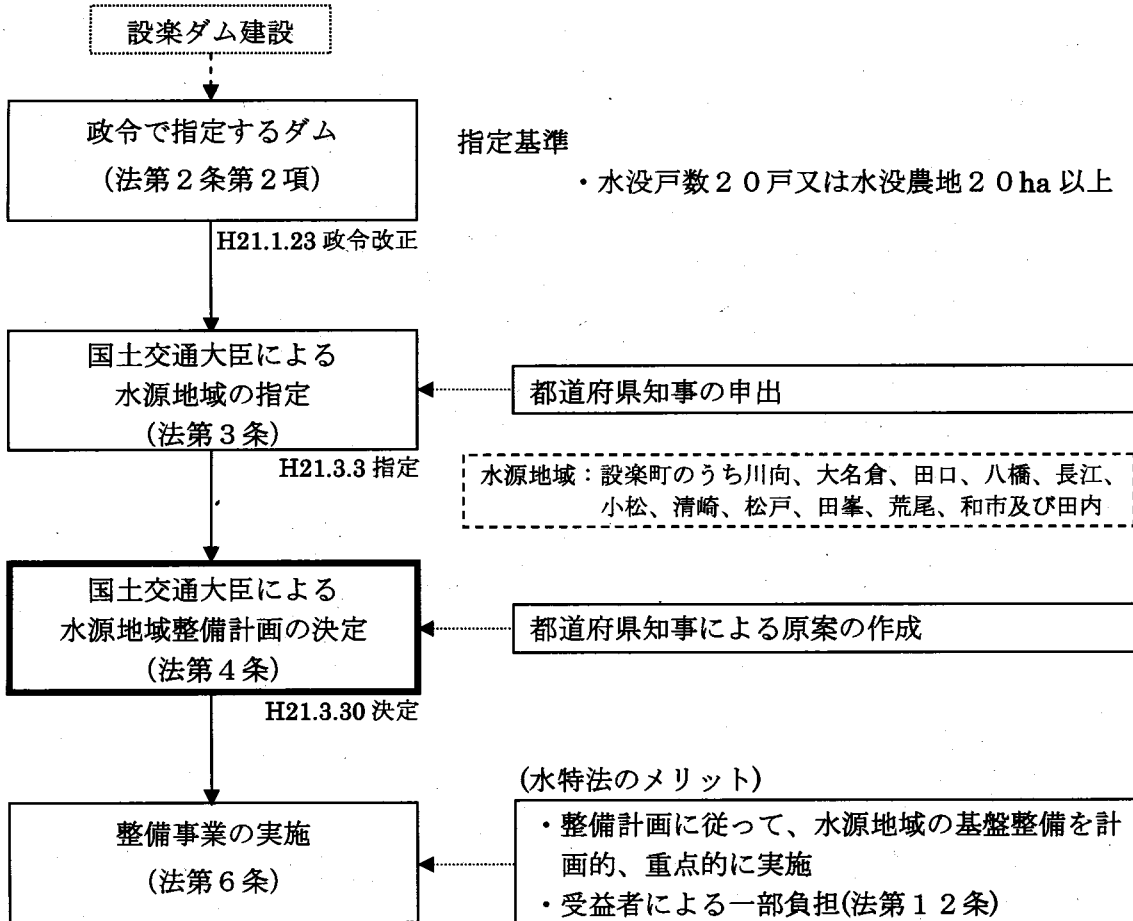 設楽ダム建設
政令で指定するダム
(法第２条第２項)
指定基準
・水没戸数２０戸又は水没農地２０ha 以上
H21.1.23 政令改正
国土交通大臣による
水源地域の指定
(法第３条)
都道府県知事の申出
H21.3.3 指定
水源地域：設楽町のうち川向、大名倉、田口、八橋、長江、
小松、清崎、松戸、田峯、荒尾、和市及び田内
国土交通大臣による
水源地域整備計画の決定
(法第４条)
都道府県知事による原案の作成
H21.3.30 決定
(水特法のメリット)
整備事業の実施
(法第６条)
・整備計画に従って、水源地域の基盤整備を計
画的、重点的に実施
・受益者による一部負担(法第１２条)